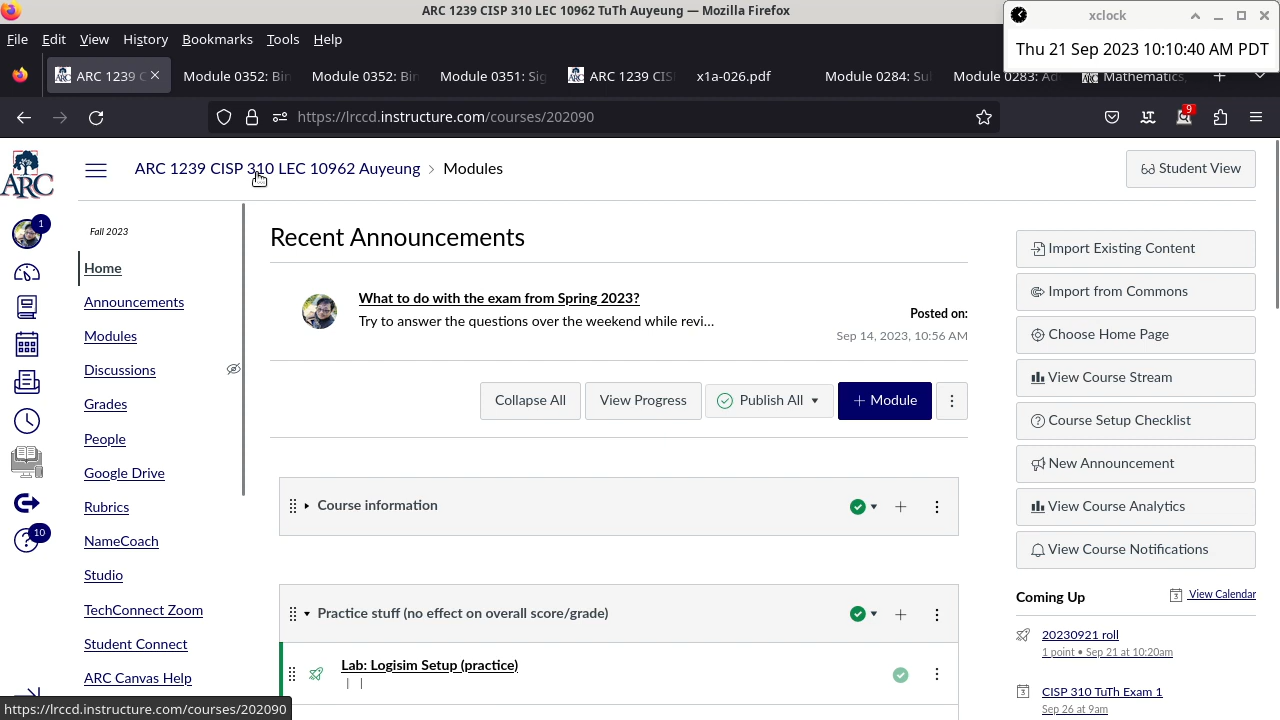 ARC 1239 CISP 310 LEC 10962 TuTh Auyeung — Mozilla Firefox
xclock
File Edit View History Bookmarks Tools Help
Thu 21 Sep 2023 10:10:40 AM PDT
ARC 1239 C
Module 0352: Bin
Module 0352: Bin
Module 0351: Sig
ARC 1239 CIS
x1a-026.pdf
Module 0284: Sul
Module 0283: Ad
Mathematics,
https://lrccd.instructure.com/courses/202090
9
ARC
ARC 1239 CISP 310 LEC 10962 Auyeung > Modules
Student View
1
10
Fall 2023
Home
Announcements
Modules
Discussions
Grades
People
Google Drive
Rubrics
NameCoach
Studio
TechConnect Zoom
Student Connect
ARC Canvas Help
Recent Announcements
What to do with the exam from Spring 2023?
Try to answer the questions over the weekend while revi...
Posted on:
Sep 14, 2023, 10:56 AM
Collapse All
View Progress
Publish All
+ Module
Course information
Practice stuff (no effect on overall score/grade)
Lab: Logisim Setup (practice)
| |
Import Existing Content
Import from Commons
Choose Home Page
View Course Stream
Course Setup Checklist
New Announcement
View Course Analytics
View Course Notifications
Coming Up
View Calendar
20230921 roll
1 point • Sep 21 at 10:20am
CISP 310 TuTh Exam 1
Sep 26 at 9am
https://lrccd.instructure.com/courses/202090